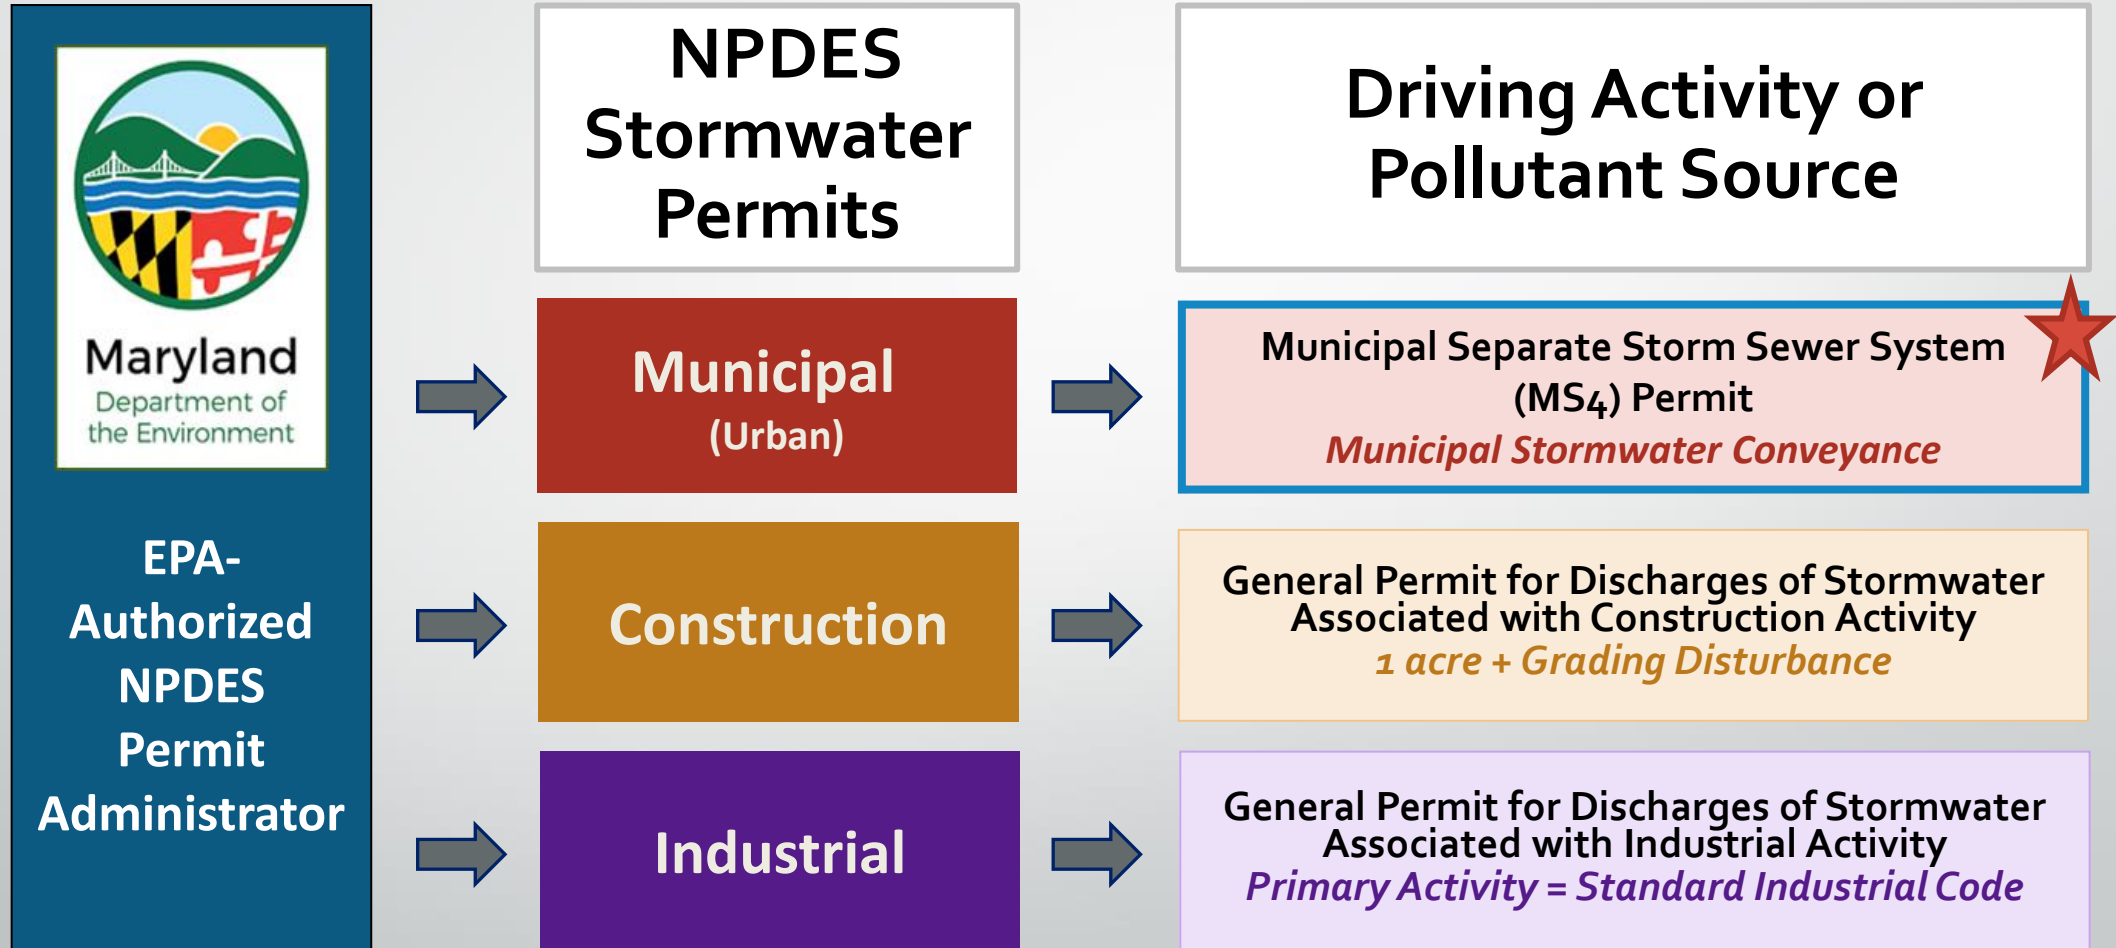 Maryland
Department of
the Environment
EPA-
Authorized
NPDES
Permit
Administrator
NPDES
Stormwater
Permits
Driving Activity or
Pollutant Source
Municipal
(Urban)
Municipal Separate Storm Sewer System
(MS4) Permit
Municipal Stormwater Conveyance
Construction
General Permit for Discharges of Stormwater
Associated with Construction Activity
1 acre + Grading Disturbance
Industrial
General Permit for Discharges of Stormwater
Associated with Industrial Activity
Primary Activity = Standard Industrial Code